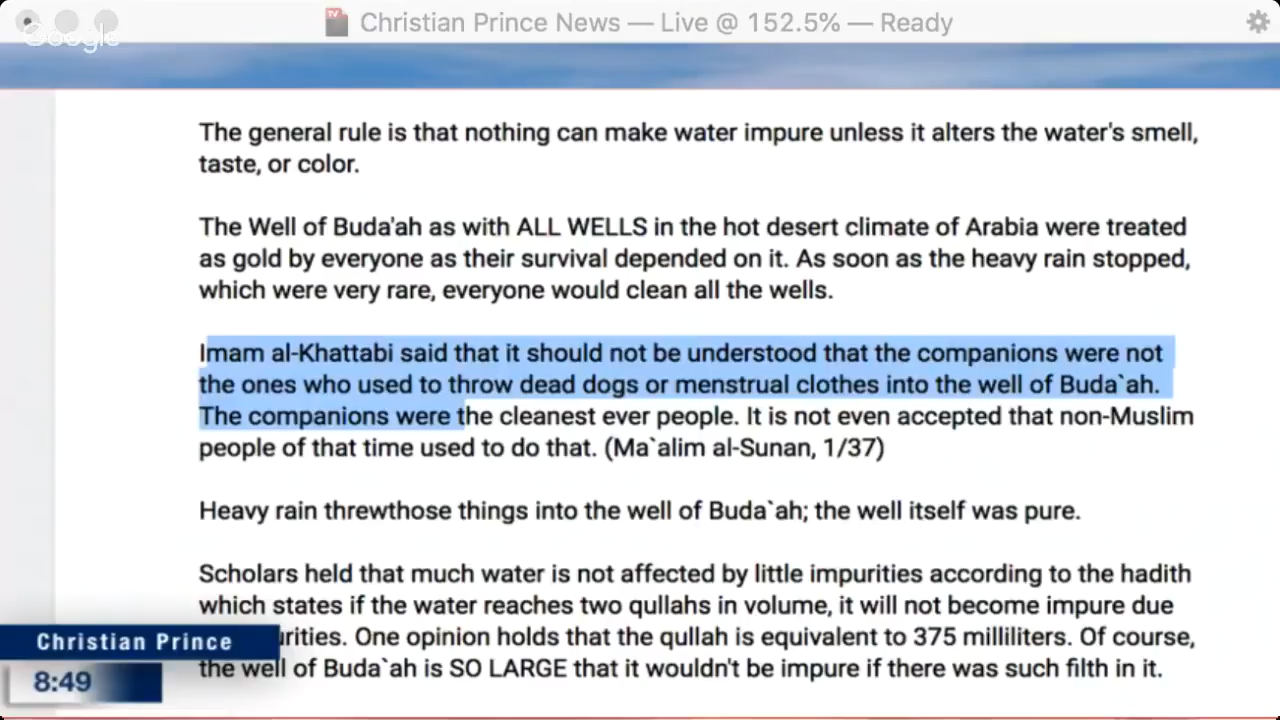 Christian Prince News — Live @ 152.5% — Ready
TV
Google
The general rule is that nothing can make water impure unless it alters the water's smell,
taste, or color.
The Well of Buda'ah as with ALL WELLS in the hot desert climate of Arabia were treated
as gold by everyone as their survival depended on it. As soon as the heavy rain stopped,
which were very rare, everyone would clean all the wells.
Imam al-Khattabi said that it should not be understood that the companions were not
the ones who used to throw dead dogs or menstrual clothes into the well of Buda`ah.
The companions were the cleanest ever people. It is not even accepted that non-Muslim
people of that time used to do that. (Ma`alim al-Sunan, 1/37)
Heavy rain threwthose things into the well of Buda`ah; the well itself was pure.
Scholars held that much water is not affected by little impurities according to the hadith
which states if the water reaches two qullahs in volume, it will not become impure due
urities. One opinion holds that the qullah is equivalent to 375 milliliters. Of course,
the well of Buda`ah is SO LARGE that it wouldn't be impure if there was such filth in it.
Christian Prince
8:49